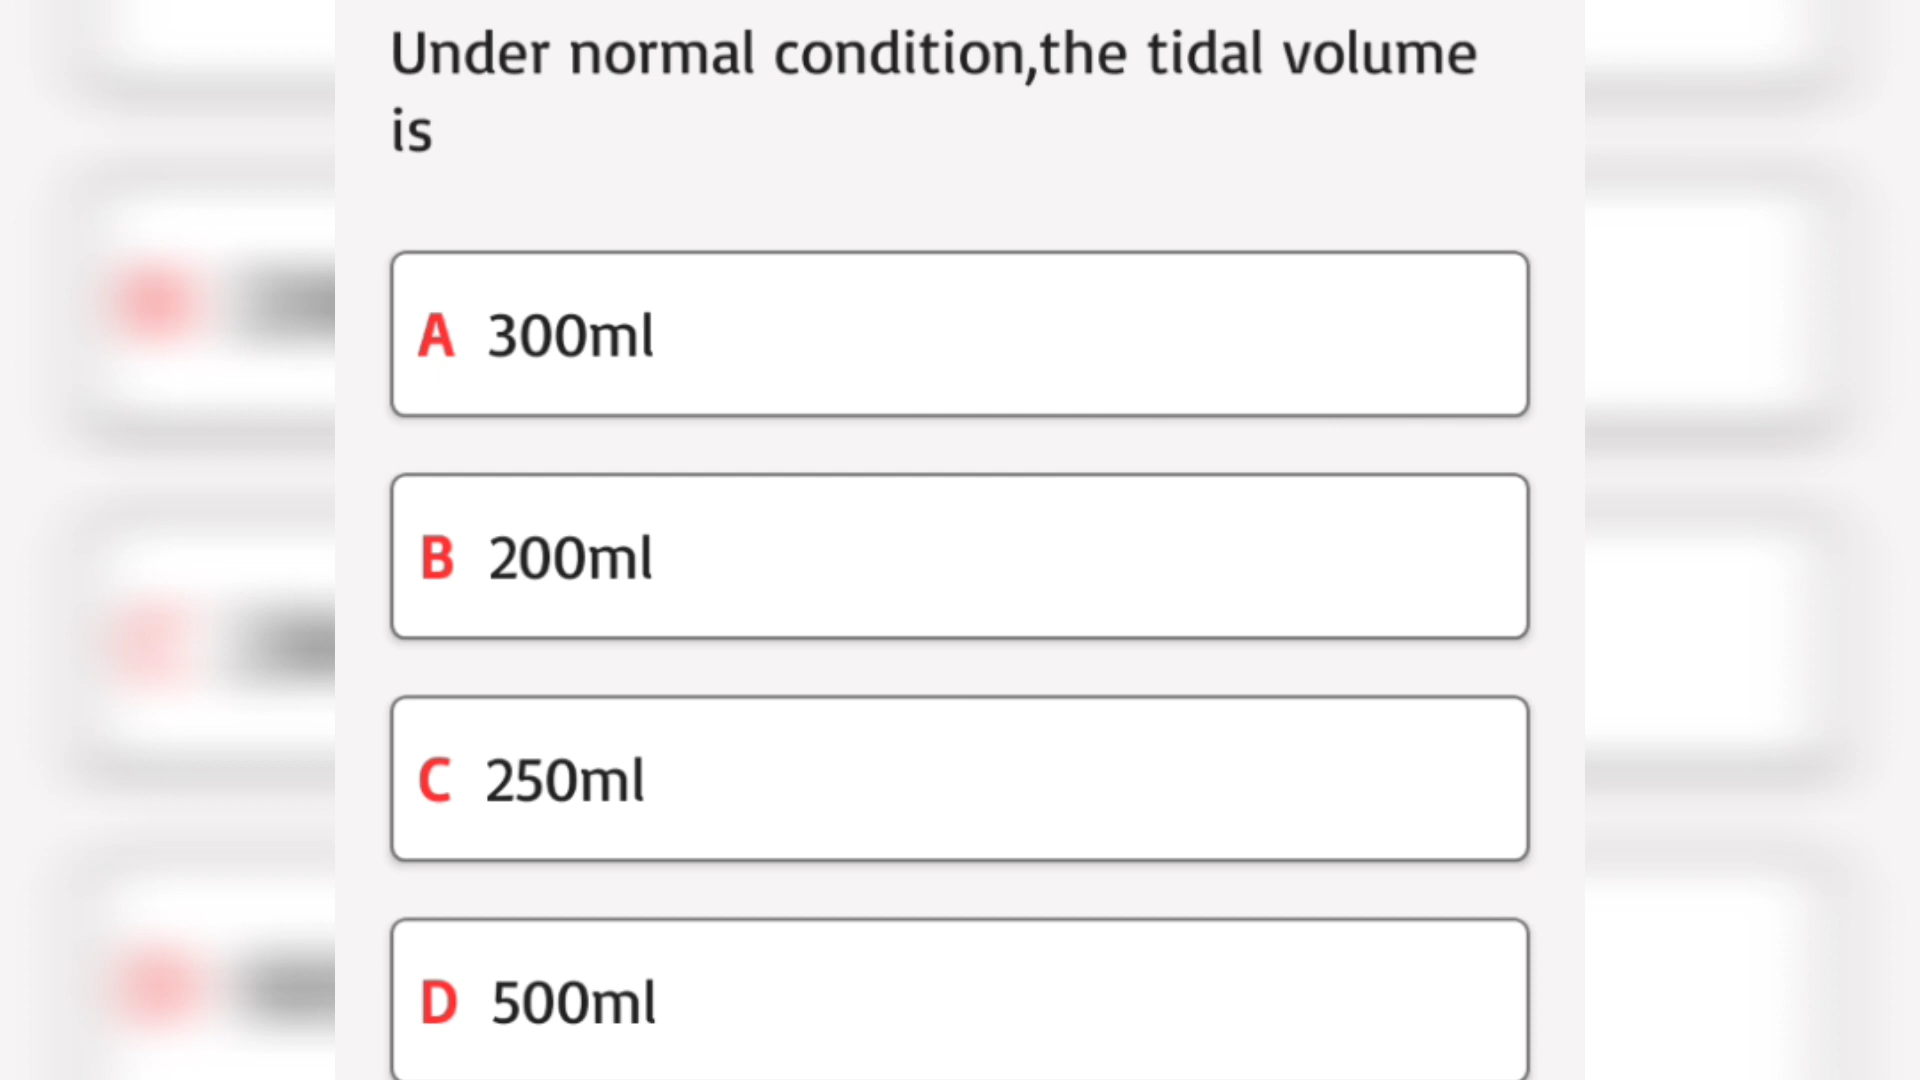 Under normal condition,the tidal volume
is
A 300ml
B 200ml
C 250ml
D 500ml